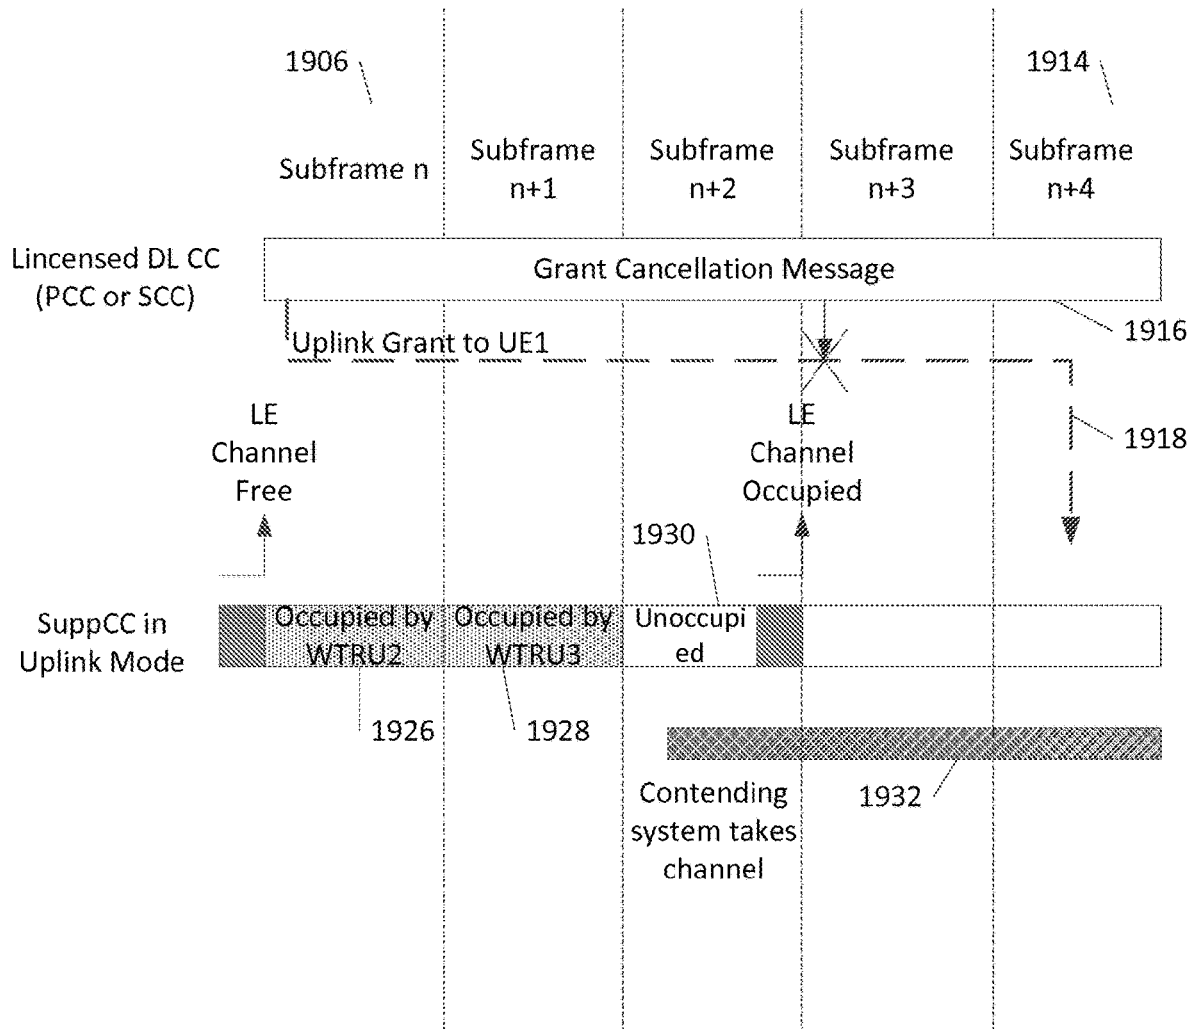 1906
1914
Subframe n
Subframe
n+1
Subframe
n+2
Subframe
n+3
Subframe
n+4
Lincensed DL CC
(PCC or SCC)
Grant Cancellation Message
1916
Uplink Grant to UE1
LE
Channel
Free
LE
Channel
Occupied
1918
1930
SuppCC in
Uplink Mode
Occupied by
WTRU2
Occupied by
WTRU3
Unoccupi
ed
1926
1928
Contending
system takes
channel
1932